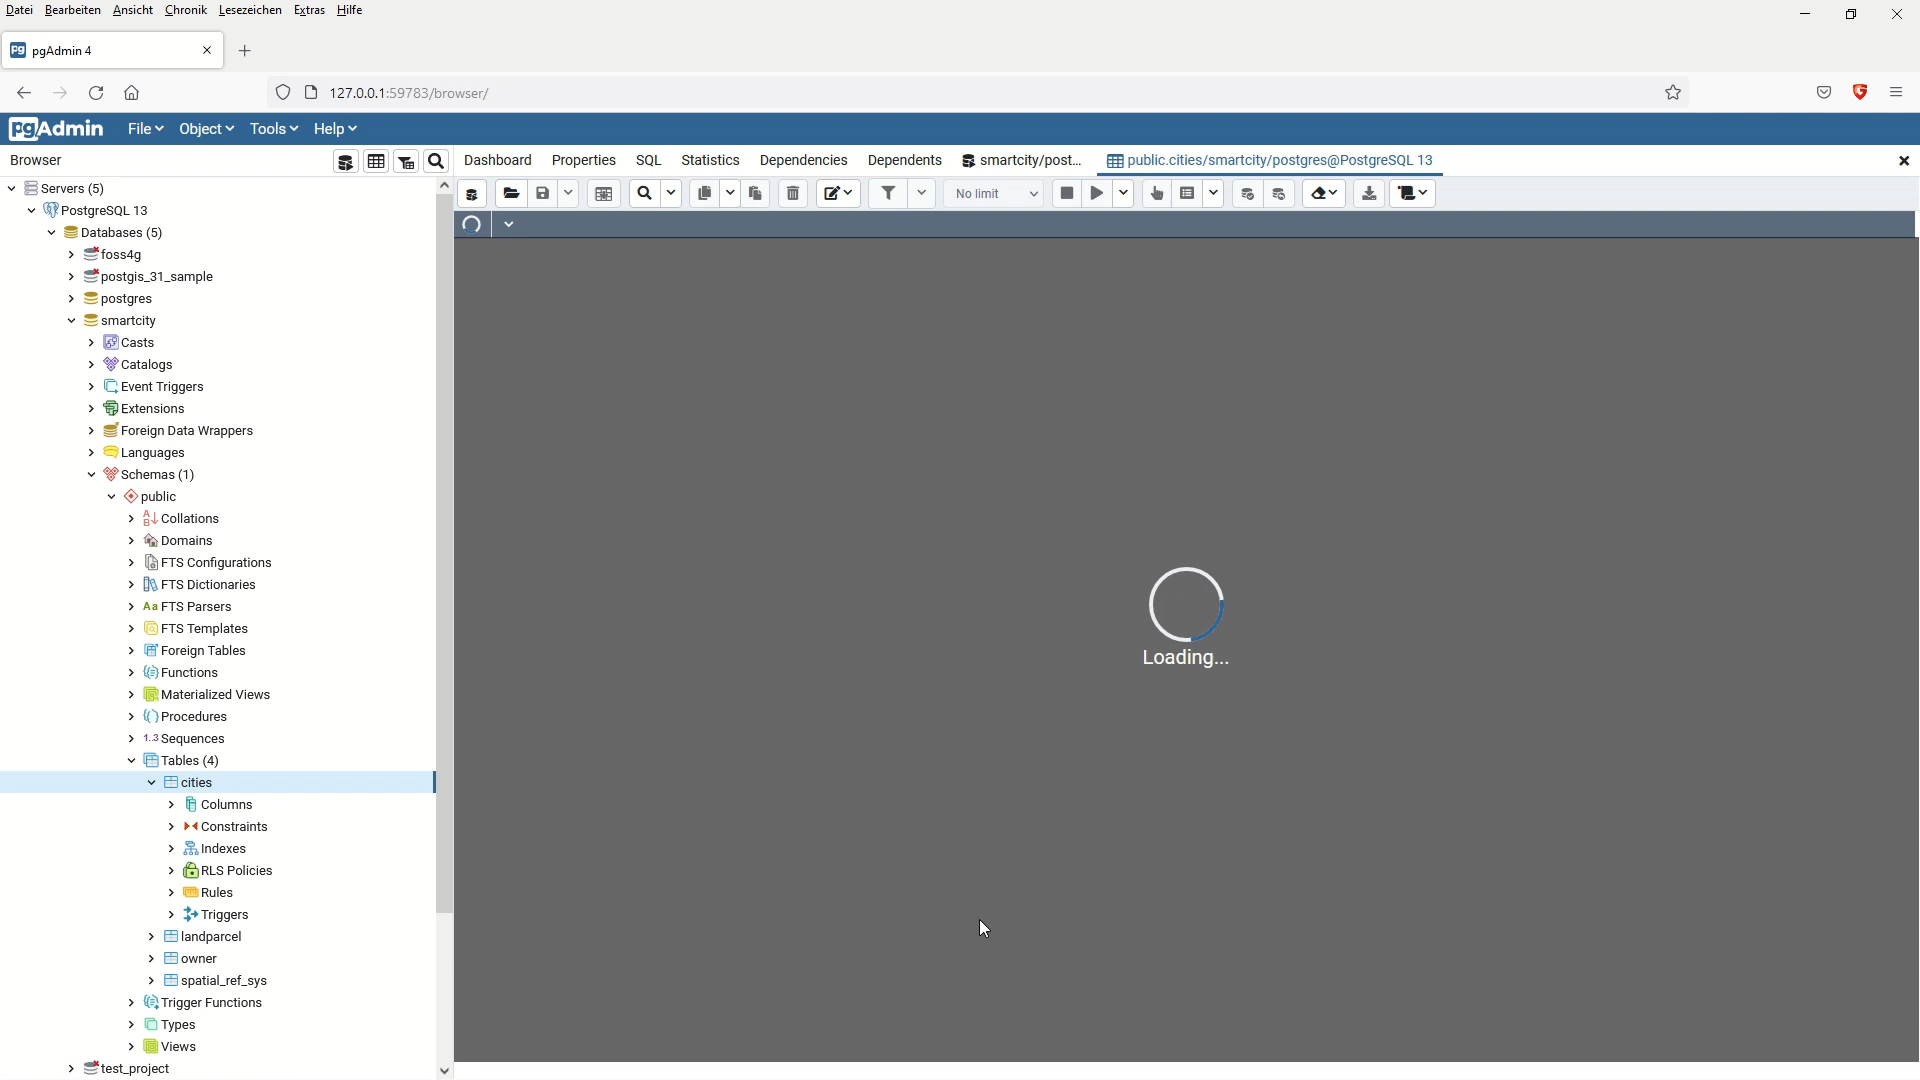 Datei Bearbeiten Ansicht Chronik Lesezeichen Extras Hilfe
pgAdmin 4
127.0.0.1:59783/browser/
pgAdmin File Object Tools Help
Browser
Dashboard Properties SQL Statistics Dependencies Dependents smartcity/post... public.cities/smartcity/postgres@PostgreSQL 13
No limit
Servers (5)
PostgreSQL 13
Databases (5)
foss4g
postgis_31_sample
postgres
smartcity
Casts
Catalogs
Event Triggers
Extensions
Foreign Data Wrappers
Languages
Schemas (1)
public
Collations
Domains
FTS Configurations
FTS Dictionaries
Aa FTS Parsers
FTS Templates
Foreign Tables
Functions
Materialized Views
Procedures
1..3 Sequences
Tables (4)
cities
Columns
Constraints
Indexes
RLS Policies
Rules
Triggers
landparcel
owner
spatial_ref_sys
Trigger Functions
Types
Views
test_project
Loading...